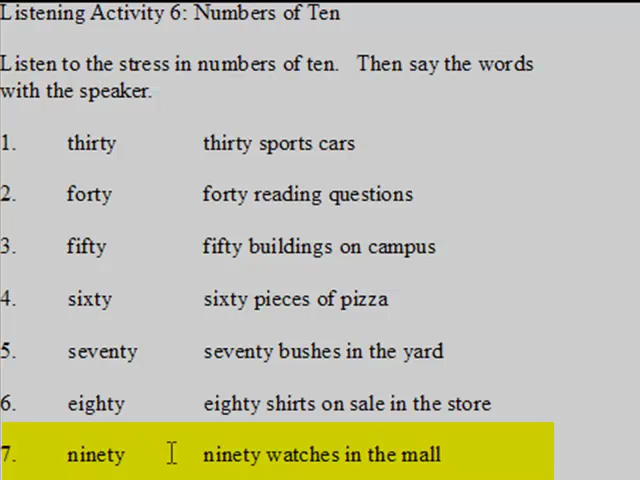 Listening Activity 6: Numbers of Ten
Listen to the stress in numbers of ten. Then say the words
with the speaker.
1. thirty thirty sports cars
2. forty forty reading questions
3. fifty fifty buildings on campus
4. sixty sixty pieces of pizza
5. seventy seventy bushes in the yard
6. eighty eighty shirts on sale in the store
7. ninety ninety watches in the mall